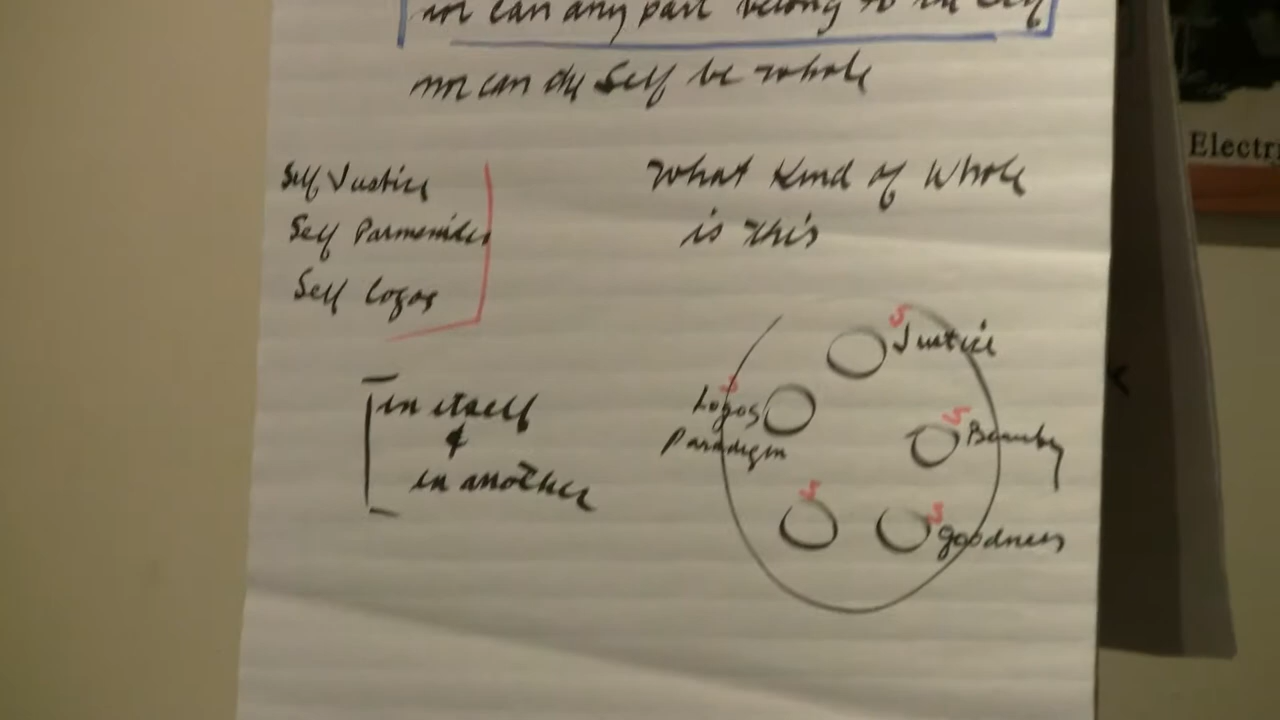 nor can any part belong to the self
nor can the Self be whole
Self Justice
Self Parmenides
Self Logos
What Kind of Whole
is this
in itself
&
in another
S
Justice
S
Logos
Paradigm
S
Beauty
S
S
goodness
Electri